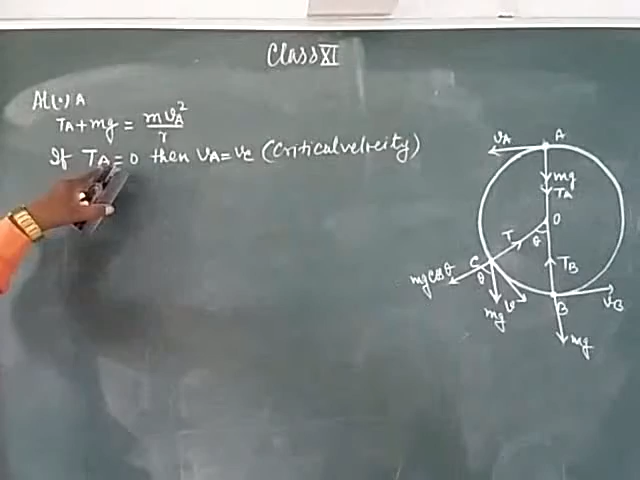 Class XI
At (·) A
TA + mg = mvA²/r
If TA = 0 then vA = vc (Critical velocity)
vA
A
mg
TA
O
θ
T
C
TB
mg cos θ
θ
mg
v
B
vB
mg